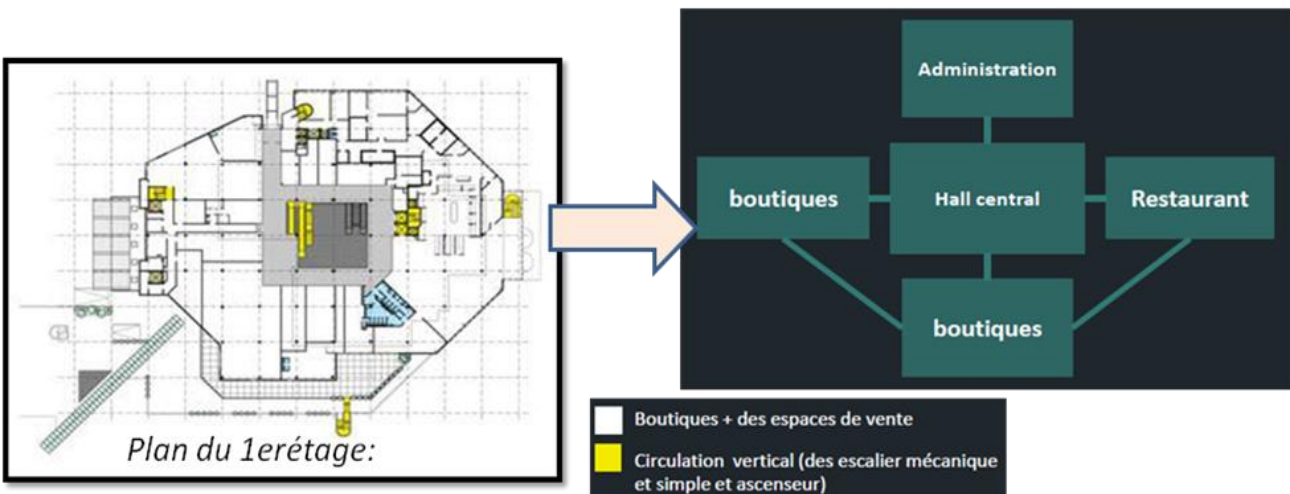 Plan du 1erétage:
Administration
boutiques
Hall central
Restaurant
boutiques
Boutiques + des espaces de vente
Circulation vertical (des escalier mécanique
et simple et ascenseur)